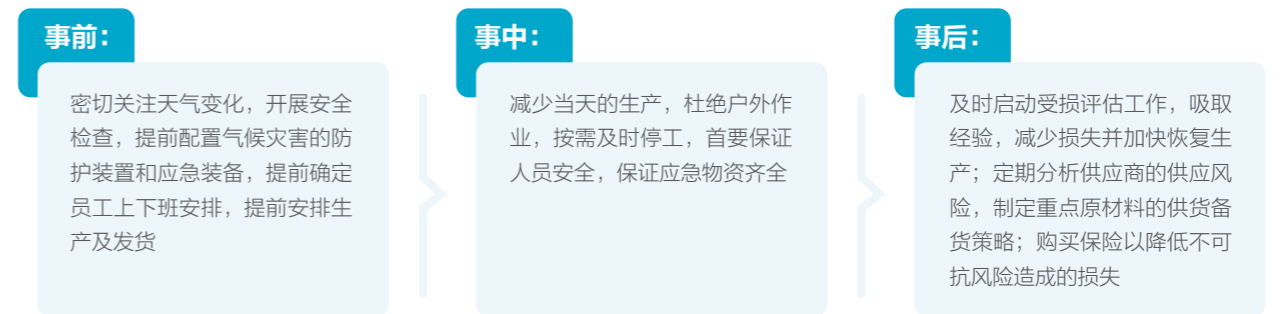 事前：
密切关注天气变化，开展安全
检查，提前配置气候灾害的防
护装置和应急装备，提前确定
员工上下班安排，提前安排生
产及发货
事中：
减少当天的生产，杜绝户外作
业，按需及时停工，首要保证
人员安全，保证应急物资齐全
事后：
及时启动受损评估工作，吸取
经验，减少损失并加快恢复生
产；定期分析供应商的供应风
险，制定重点原材料的供货备
货策略；购买保险以降低不可
抗风险造成的损失